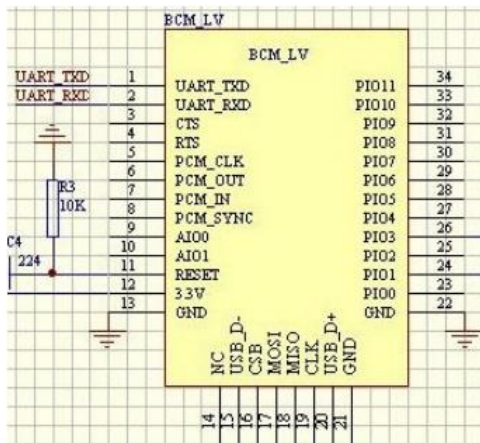 BCM_LV
BCM_LV
UART_TXD 1 UART_TXD PIO11 34
UART_RXD 2 UART_RXD PIO10 33
3 CTS PIO9 32
4 RTS PIO8 31
5 PCM_CLK PIO7 30
6 PCM_OUT PIO6 29
7 PCM_IN PIO5 28
8 PCM_SYNC PIO4 27
9 AIO0 PIO3 26
10 AIO1 PIO2 25
11 RESET PIO1 24
12 3.3V PIO0 23
13 GND GND 22
R3
10K
C4
224
NC USB_D- CSB MOSI MISO CLK USB_D+ GND
14 15 16 17 18 19 20 21